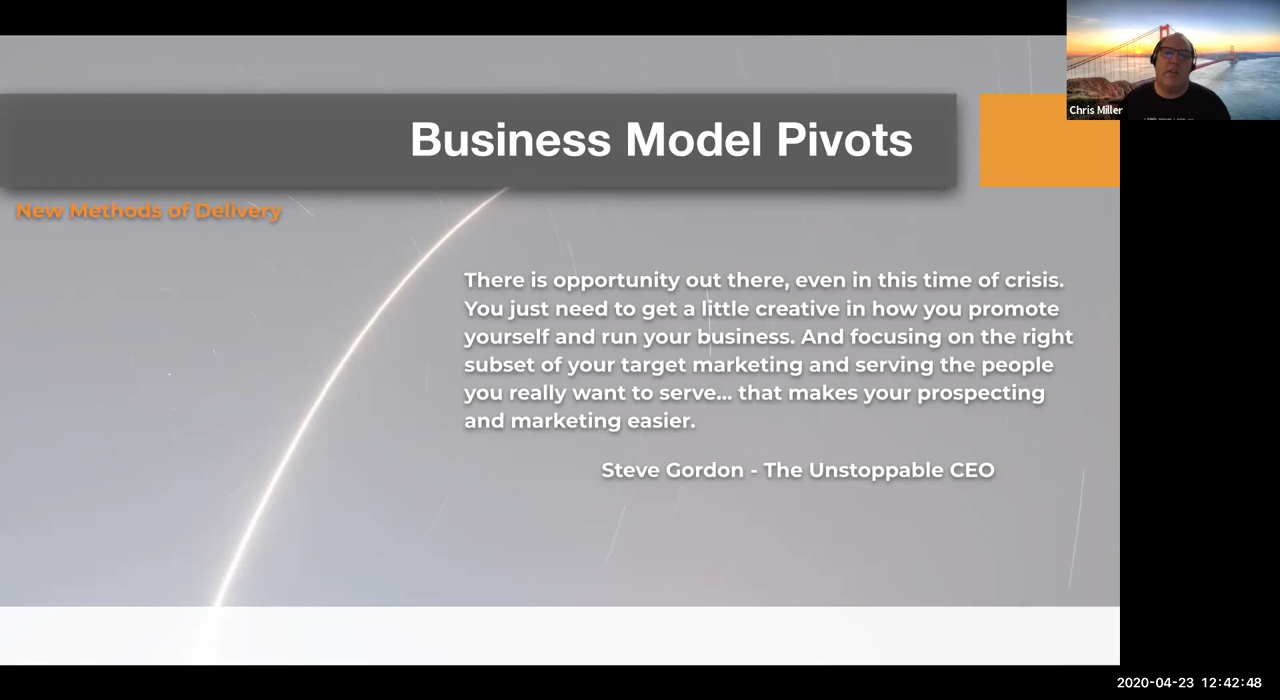 Business Model Pivots
Chris Miller
New Methods of Delivery
There is opportunity out there, even in this time of crisis.
You just need to get a little creative in how you promote
yourself and run your business. And focusing on the right
subset of your target marketing and serving the people
you really want to serve... that makes your prospecting
and marketing easier.
Steve Gordon - The Unstoppable CEO
2020-04-23 12:42:48